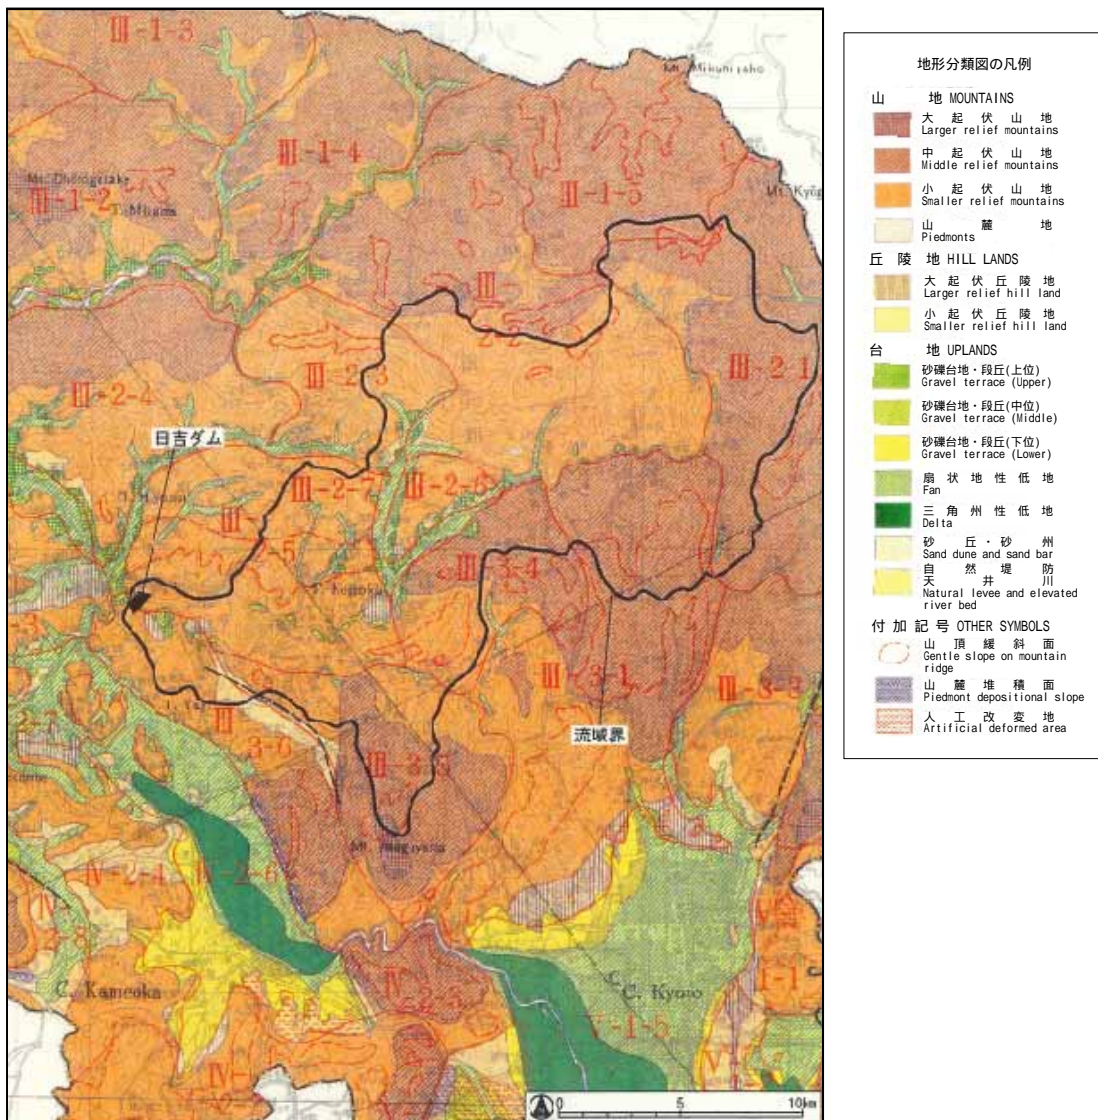 III-1-3
Mt. Mikuniyaho
III-1-4
III-1-5
III-1-2
III-2-1
III-2-3
III-2-4
日吉ダム
III-2-7
III-2-6
III-3-4
III-3-1
III-3-3
流域界
III
3-6
III-3-5
IV-2-4
C. Kameoka
C. Kyoto
V-1-5
0
5
10km
地形分類図の凡例
山 地 MOUNTAINS
大起伏山地
Larger relief mountains
中起伏山地
Middle relief mountains
小起伏山地
Smaller relief mountains
山麓地
Piedmonts
丘陵地 HILL LANDS
大起伏丘陵地
Larger relief hill land
小起伏丘陵地
Smaller relief hill land
台 地 UPLANDS
砂礫台地・段丘(上位)
Gravel terrace (Upper)
砂礫台地・段丘(中位)
Gravel terrace (Middle)
砂礫台地・段丘(下位)
Gravel terrace (Lower)
扇状地性低地
Fan
三角州性低地
Delta
砂丘・砂州
Sand dune and sand bar
自然堤防
天井川
Natural levee and elevated
river bed
付加記号 OTHER SYMBOLS
山頂緩斜面
Gentle slope on mountain
ridge
山麓堆積面
Piedmont depositional slope
人工改変地
Artificial deformed area